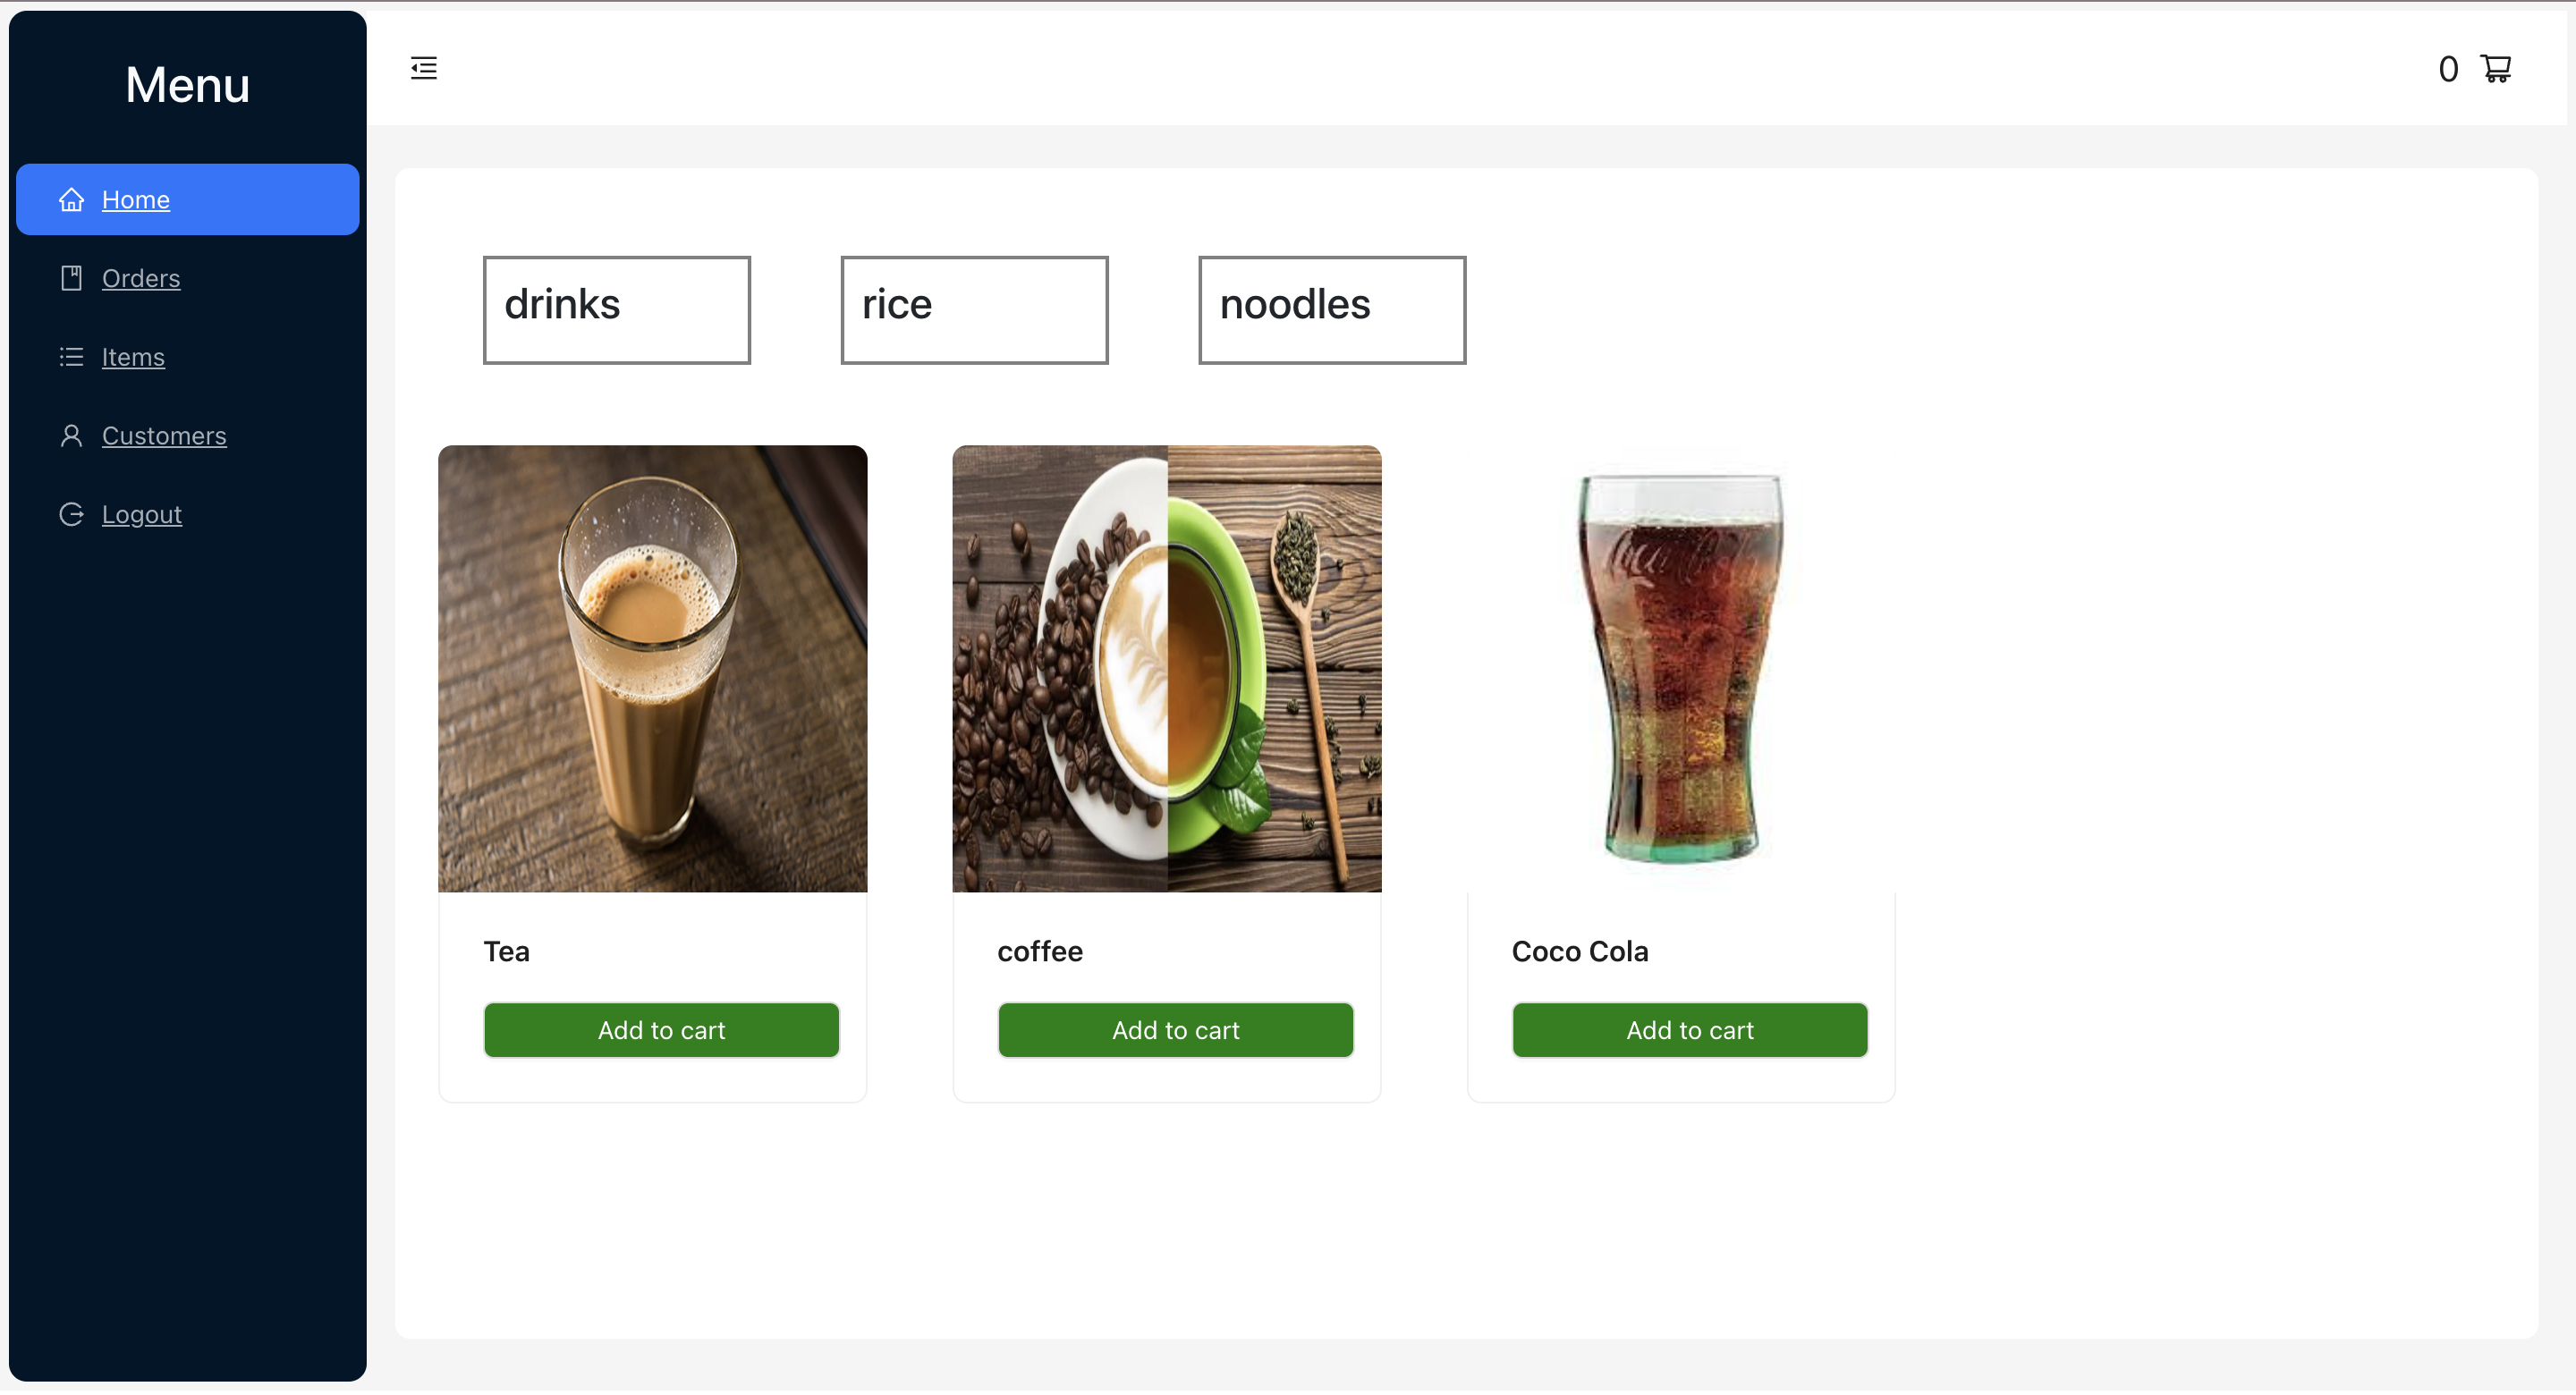 Menu
0
Home
Orders
Items
Customers
Logout
drinks
rice
noodles
Tea
coffee
Coco Cola
Add to cart
Add to cart
Add to cart